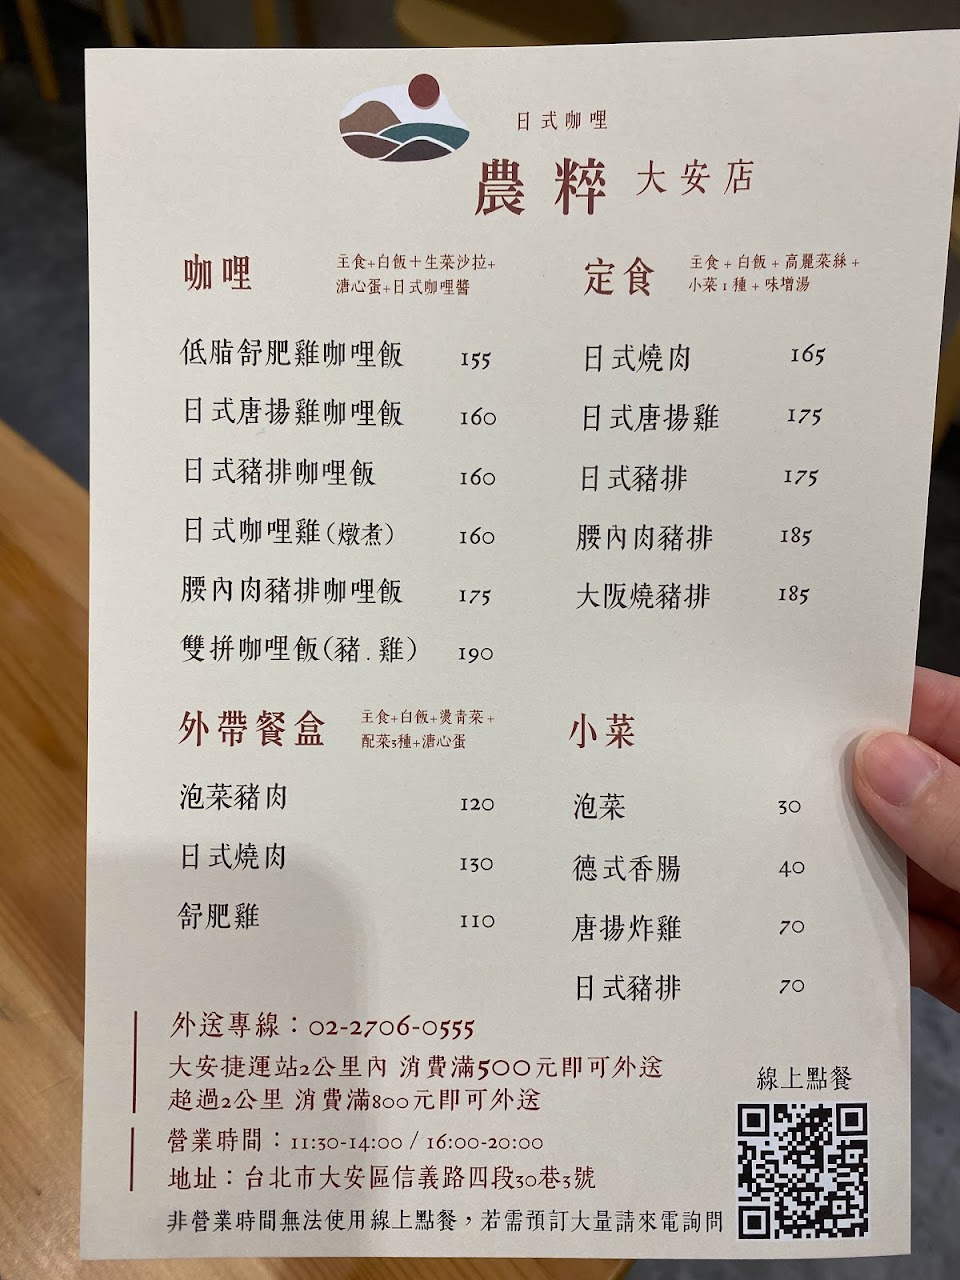 日式咖哩
農粹 大安店
咖哩
主食+白飯+生菜沙拉+
溏心蛋+日式咖哩醬
低脂舒肥雞咖哩飯 155
日式唐揚雞咖哩飯 160
日式豬排咖哩飯 160
日式咖哩雞(燉煮) 160
腰內肉豬排咖哩飯 175
雙拼咖哩飯(豬.雞) 190
定食
主食+白飯+高麗菜絲+
小菜1種+味增湯
日式燒肉 165
日式唐揚雞 175
日式豬排 175
腰內肉豬排 185
大阪燒豬排 185
外帶餐盒
主食+白飯+燙青菜+
配菜3種+溏心蛋
泡菜豬肉 120
日式燒肉 130
舒肥雞 110
小菜
泡菜 30
德式香腸 40
唐揚炸雞 70
日式豬排 70
外送專線:02-2706-0555
大安捷運站2公里內 消費滿500元即可外送
超過2公里 消費滿800元即可外送
營業時間:11:30-14:00 / 16:00-20:00
地址:台北市大安區信義路四段30巷3號
非營業時間無法使用線上點餐,若需預訂大量請來電詢問
線上點餐